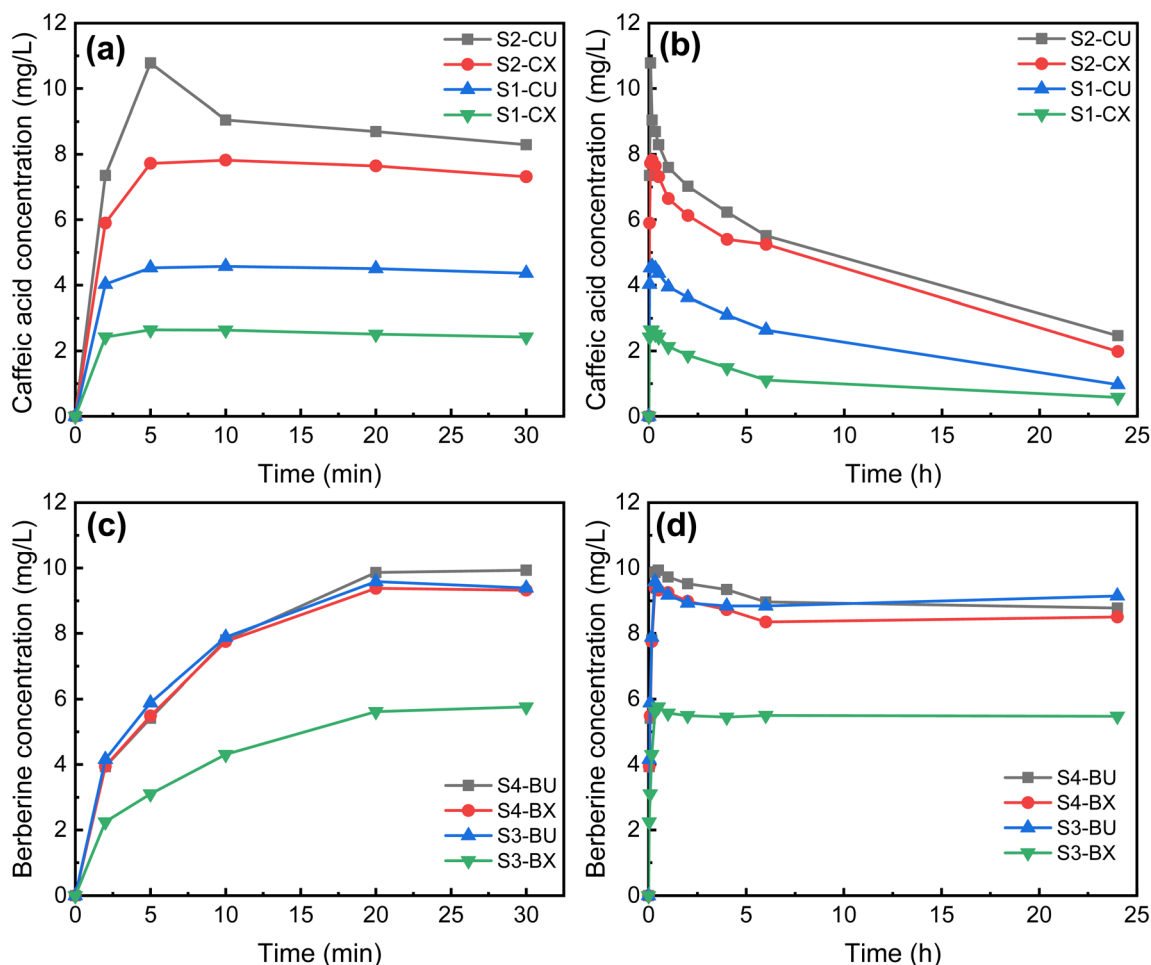 (a)
S2-CU
S2-CX
S1-CU
S1-CX
Caffeic acid concentration (mg/L)
12
10
8
6
4
2
0
0 5 10 15 20 25 30
Time (min)
(b)
S2-CU
S2-CX
S1-CU
S1-CX
Caffeic acid concentration (mg/L)
12
10
8
6
4
2
0
0 5 10 15 20 25
Time (h)
(c)
Berberine concentration (mg/L)
12
10
8
6
4
2
0
S4-BU
S4-BX
S3-BU
S3-BX
0 5 10 15 20 25 30
Time (min)
(d)
Berberine concentration (mg/L)
12
10
8
6
4
2
0
S4-BU
S4-BX
S3-BU
S3-BX
0 5 10 15 20 25
Time (h)